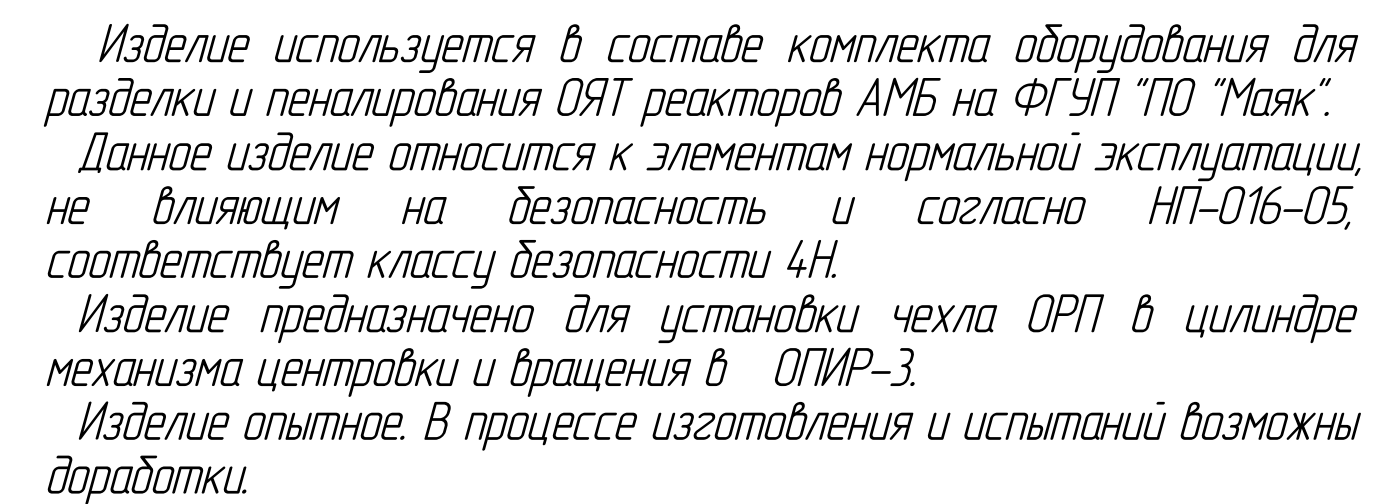 Изделие используется в составе комплекта оборудования для
разделки и пеналирования ОЯТ реакторов АМБ на ФГУП "ПО "Маяк".
Данное изделие относится к элементам нормальной эксплуатации,
не влияющим на безопасность и согласно НП-016-05,
соответствует классу безопасности 4Н.
Изделие предназначено для установки чехла ОРП в цилиндре
механизма центровки и вращения в ОПИР-3.
Изделие опытное. В процессе изготовления и испытаний возможны
доработки.